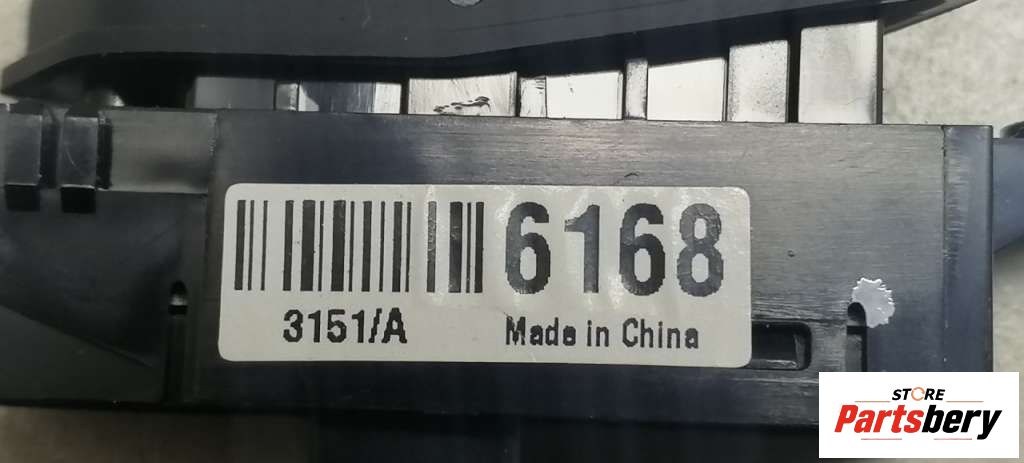 6168
3151/A Made in China
STORE
Partsbery